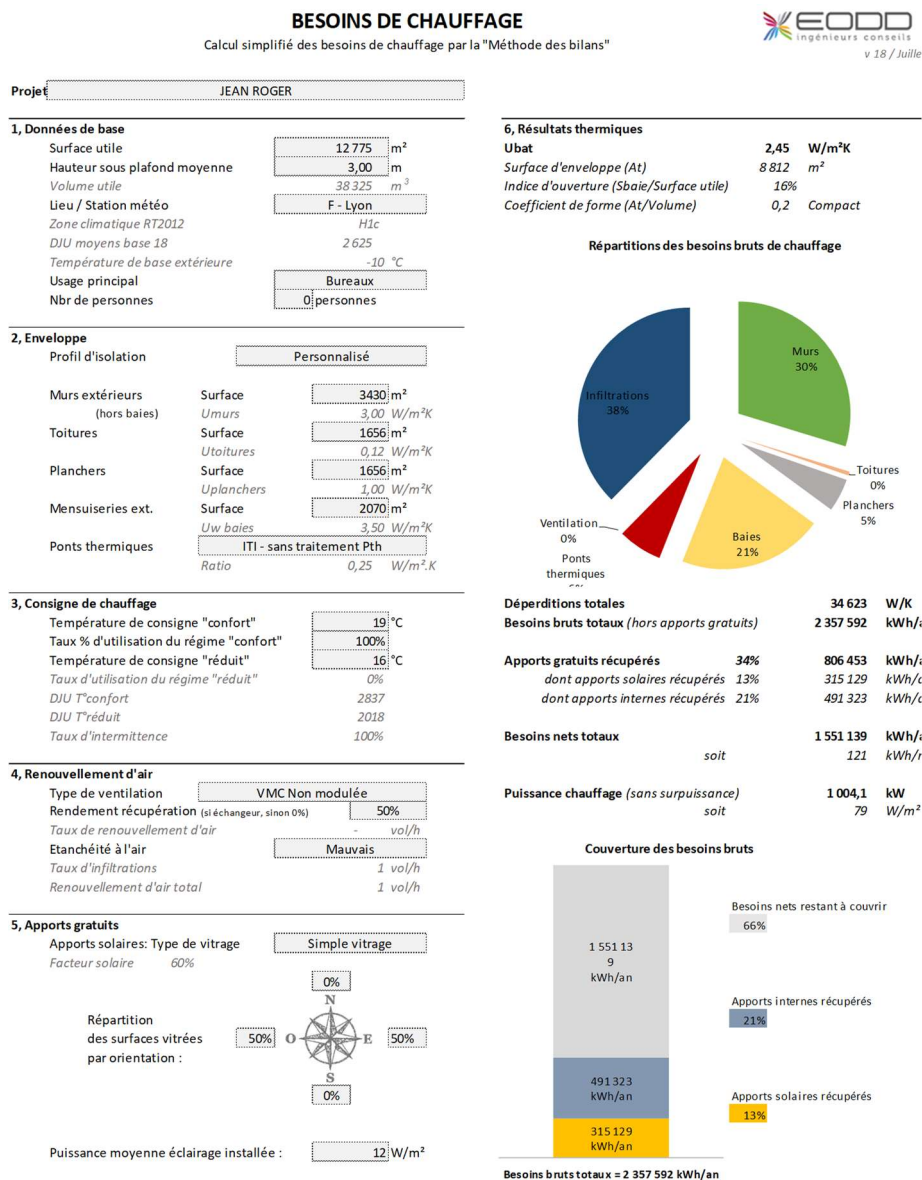 BESOINS DE CHAUFFAGE
Calcul simplifié des besoins de chauffage par la "Méthode des bilans"
EODD
ingénieurs conseils
v 18 / Juille
Projet JEAN ROGER
1, Données de base
Surface utile 12 775 m²
Hauteur sous plafond moyenne 3,00 m
Volume utile 38 325 m³
Lieu / Station météo F - Lyon
Zone climatique RT2012 H1c
DJU moyens base 18 2 625
Température de base extérieure -10 °C
Usage principal Bureaux
Nbr de personnes 0 personnes
2, Enveloppe
Profil d'isolation Personnalisé
Murs extérieurs Surface 3430 m²
(hors baies) Umurs 3,00 W/m²K
Toitures Surface 1656 m²
Utoitures 0,12 W/m²K
Planchers Surface 1656 m²
Uplanchers 1,00 W/m²K
Mensuiseries ext. Surface 2070 m²
Uw baies 3,50 W/m²K
Ponts thermiques ITI - sans traitement Pth
Ratio 0,25 W/m².K
3, Consigne de chauffage
Température de consigne "confort" 19 °C
Taux % d'utilisation du régime "confort" 100%
Température de consigne "réduit" 16 °C
Taux d'utilisation du régime "réduit" 0%
DJU T°confort 2837
DJU T°réduit 2018
Taux d'intermittence 100%
4, Renouvellement d'air
Type de ventilation VMC Non modulée
Rendement récupération (si échangeur, sinon 0%) 50%
Taux de renouvellement d'air - vol/h
Etanchéité à l'air Mauvais
Taux d'infiltrations 1 vol/h
Renouvellement d'air total 1 vol/h
5, Apports gratuits
Apports solaires: Type de vitrage Simple vitrage
Facteur solaire 60%
0%
N
Répartition
des surfaces vitrées 50% O E 50%
par orientation :
S
0%
Puissance moyenne éclairage installée : 12 W/m²
6, Résultats thermiques
Ubat 2,45 W/m²K
Surface d'enveloppe (At) 8 812 m²
Indice d'ouverture (Sbaie/Surface utile) 16%
Coefficient de forme (At/Volume) 0,2 Compact
Répartitions des besoins bruts de chauffage
Murs
30%
Infiltrations
38%
Toitures
0%
Planchers
5%
Ventilation
0%
Baies
21%
Ponts
thermiques
Déperditions totales 34 623 W/K
Besoins bruts totaux (hors apports gratuits) 2 357 592 kWh/
Apports gratuits récupérés 34% 806 453 kWh/
dont apports solaires récupérés 13% 315 129 kWh/
dont apports internes récupérés 21% 491 323 kWh/
Besoins nets totaux 1 551 139 kWh/
soit 121 kWh/
Puissance chauffage (sans surpuissance) 1 004,1 kW
soit 79 W/m²
Couverture des besoins bruts
1 551 13
9
kWh/an
491 323
kWh/an
315 129
kWh/an
Besoins nets restant à couvrir
66%
Apports internes récupérés
21%
Apports solaires récupérés
13%
Besoins bruts totaux = 2 357 592 kWh/an